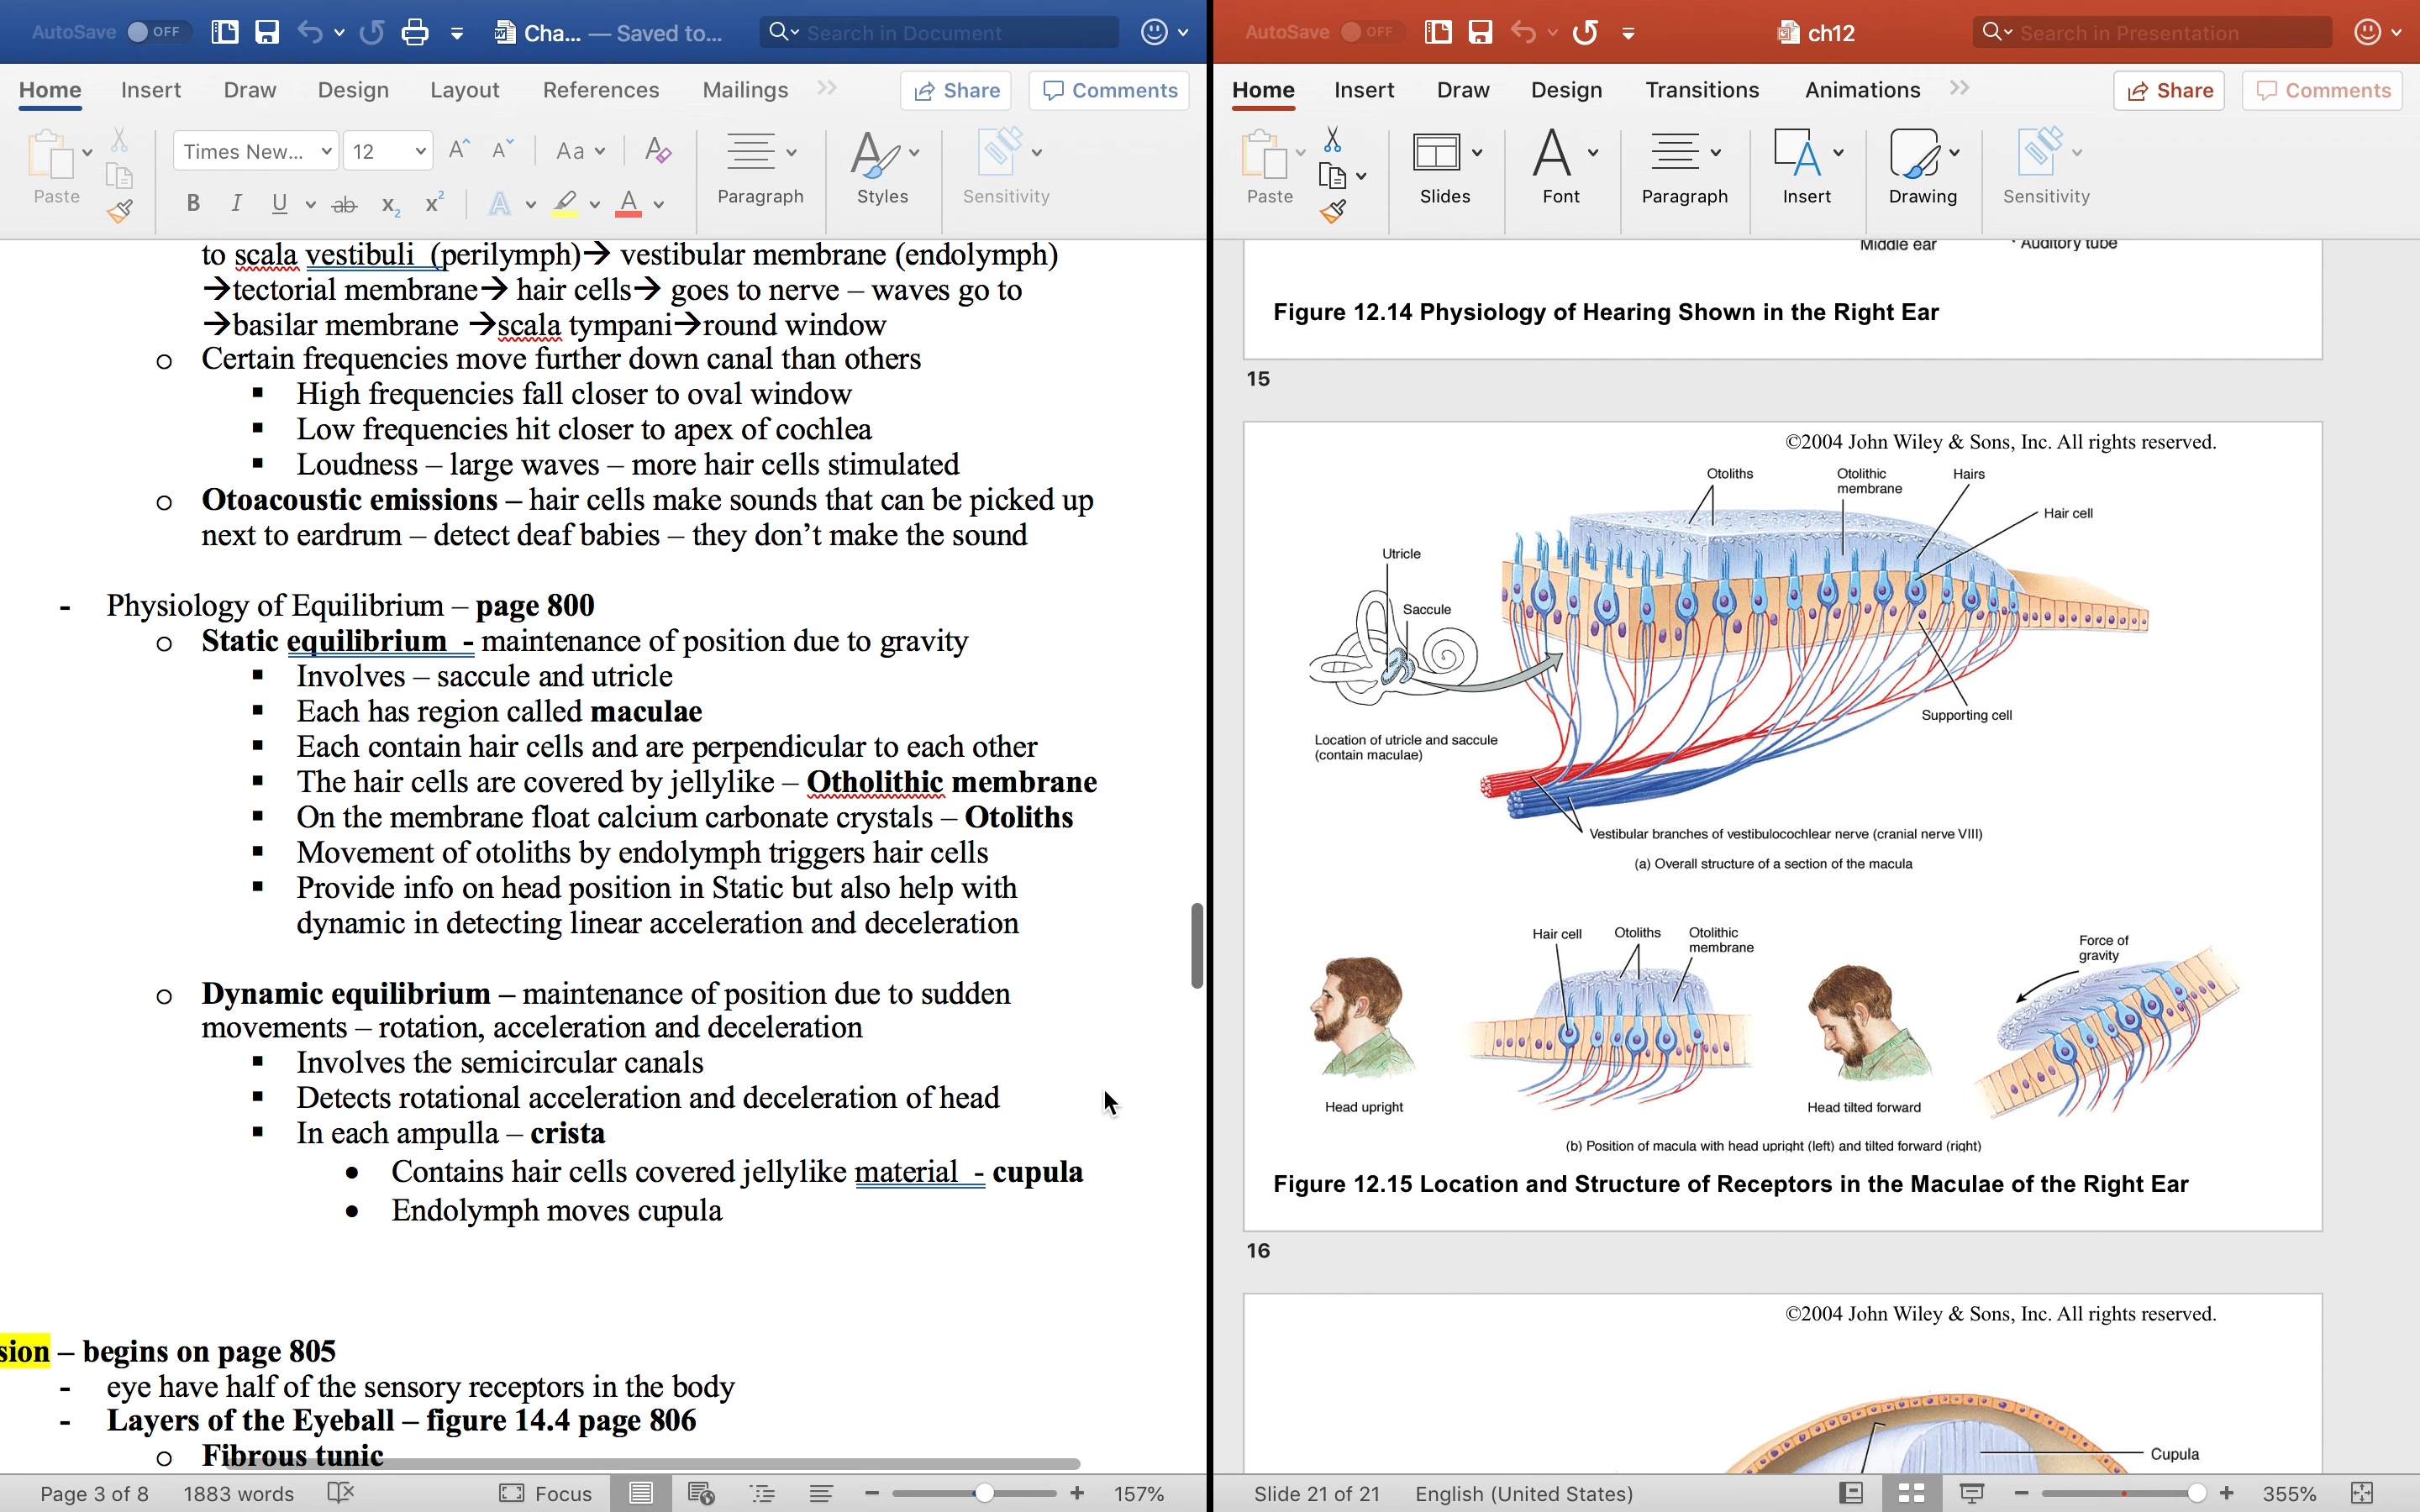 AutoSave OFF Cha... — Saved to... Search in Document
Home Insert Draw Design Layout References Mailings Share Comments
Times New... 12 Aa
Paste B I U ab x2 x2 A A Paragraph Styles Sensitivity
to scala vestibuli (perilymph)→ vestibular membrane (endolymph)
→tectorial membrane→ hair cells→ goes to nerve – waves go to
→basilar membrane →scala tympani→round window
o Certain frequencies move further down canal than others
▪ High frequencies fall closer to oval window
▪ Low frequencies hit closer to apex of cochlea
▪ Loudness – large waves – more hair cells stimulated
o Otoacoustic emissions – hair cells make sounds that can be picked up
next to eardrum – detect deaf babies – they don’t make the sound
- Physiology of Equilibrium – page 800
o Static equilibrium - maintenance of position due to gravity
▪ Involves – saccule and utricle
▪ Each has region called maculae
▪ Each contain hair cells and are perpendicular to each other
▪ The hair cells are covered by jellylike – Otholithic membrane
▪ On the membrane float calcium carbonate crystals – Otoliths
▪ Movement of otoliths by endolymph triggers hair cells
▪ Provide info on head position in Static but also help with
dynamic in detecting linear acceleration and deceleration
o Dynamic equilibrium – maintenance of position due to sudden
movements – rotation, acceleration and deceleration
▪ Involves the semicircular canals
▪ Detects rotational acceleration and deceleration of head
▪ In each ampulla – crista
• Contains hair cells covered jellylike material - cupula
• Endolymph moves cupula
sion – begins on page 805
- eye have half of the sensory receptors in the body
- Layers of the Eyeball – figure 14.4 page 806
o Fibrous tunic
Page 3 of 8 1883 words Focus 157%
AutoSave OFF ch12 Search in Presentation
Home Insert Draw Design Transitions Animations Share Comments
Paste Slides Font Paragraph Insert Drawing Sensitivity
Middle ear Auditory tube
Figure 12.14 Physiology of Hearing Shown in the Right Ear
15
©2004 John Wiley & Sons, Inc. All rights reserved.
Otoliths
Otolithic
membrane
Hairs
Hair cell
Utricle
Saccule
Supporting cell
Location of utricle and saccule
(contain maculae)
Vestibular branches of vestibulocochlear nerve (cranial nerve VIII)
(a) Overall structure of a section of the macula
Hair cell
Otoliths
Otolithic
membrane
Force of
gravity
Head upright
Head tilted forward
(b) Position of macula with head upright (left) and tilted forward (right)
Figure 12.15 Location and Structure of Receptors in the Maculae of the Right Ear
16
©2004 John Wiley & Sons, Inc. All rights reserved.
Cupula
Slide 21 of 21 English (United States) 355%